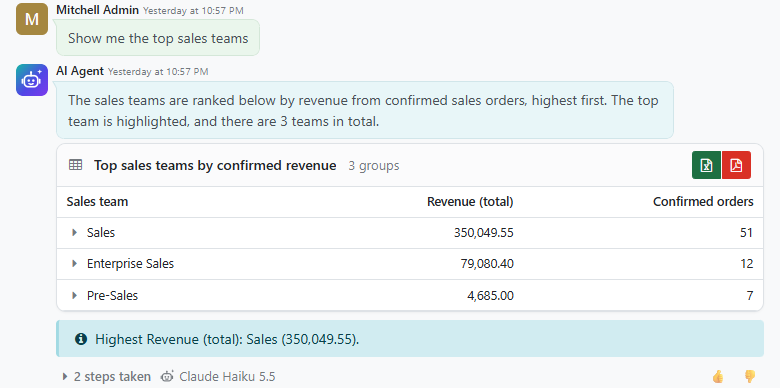 M
Mitchell Admin Yesterday at 10:57 PM
Show me the top sales teams
AI Agent Yesterday at 10:57 PM
The sales teams are ranked below by revenue from confirmed sales orders, highest first. The top
team is highlighted, and there are 3 teams in total.
Top sales teams by confirmed revenue 3 groups
Sales team Revenue (total) Confirmed orders
Sales 350,049.55 51
Enterprise Sales 79,080.40 12
Pre-Sales 4,685.00 7
Highest Revenue (total): Sales (350,049.55).
2 steps taken Claude Haiku 5.5